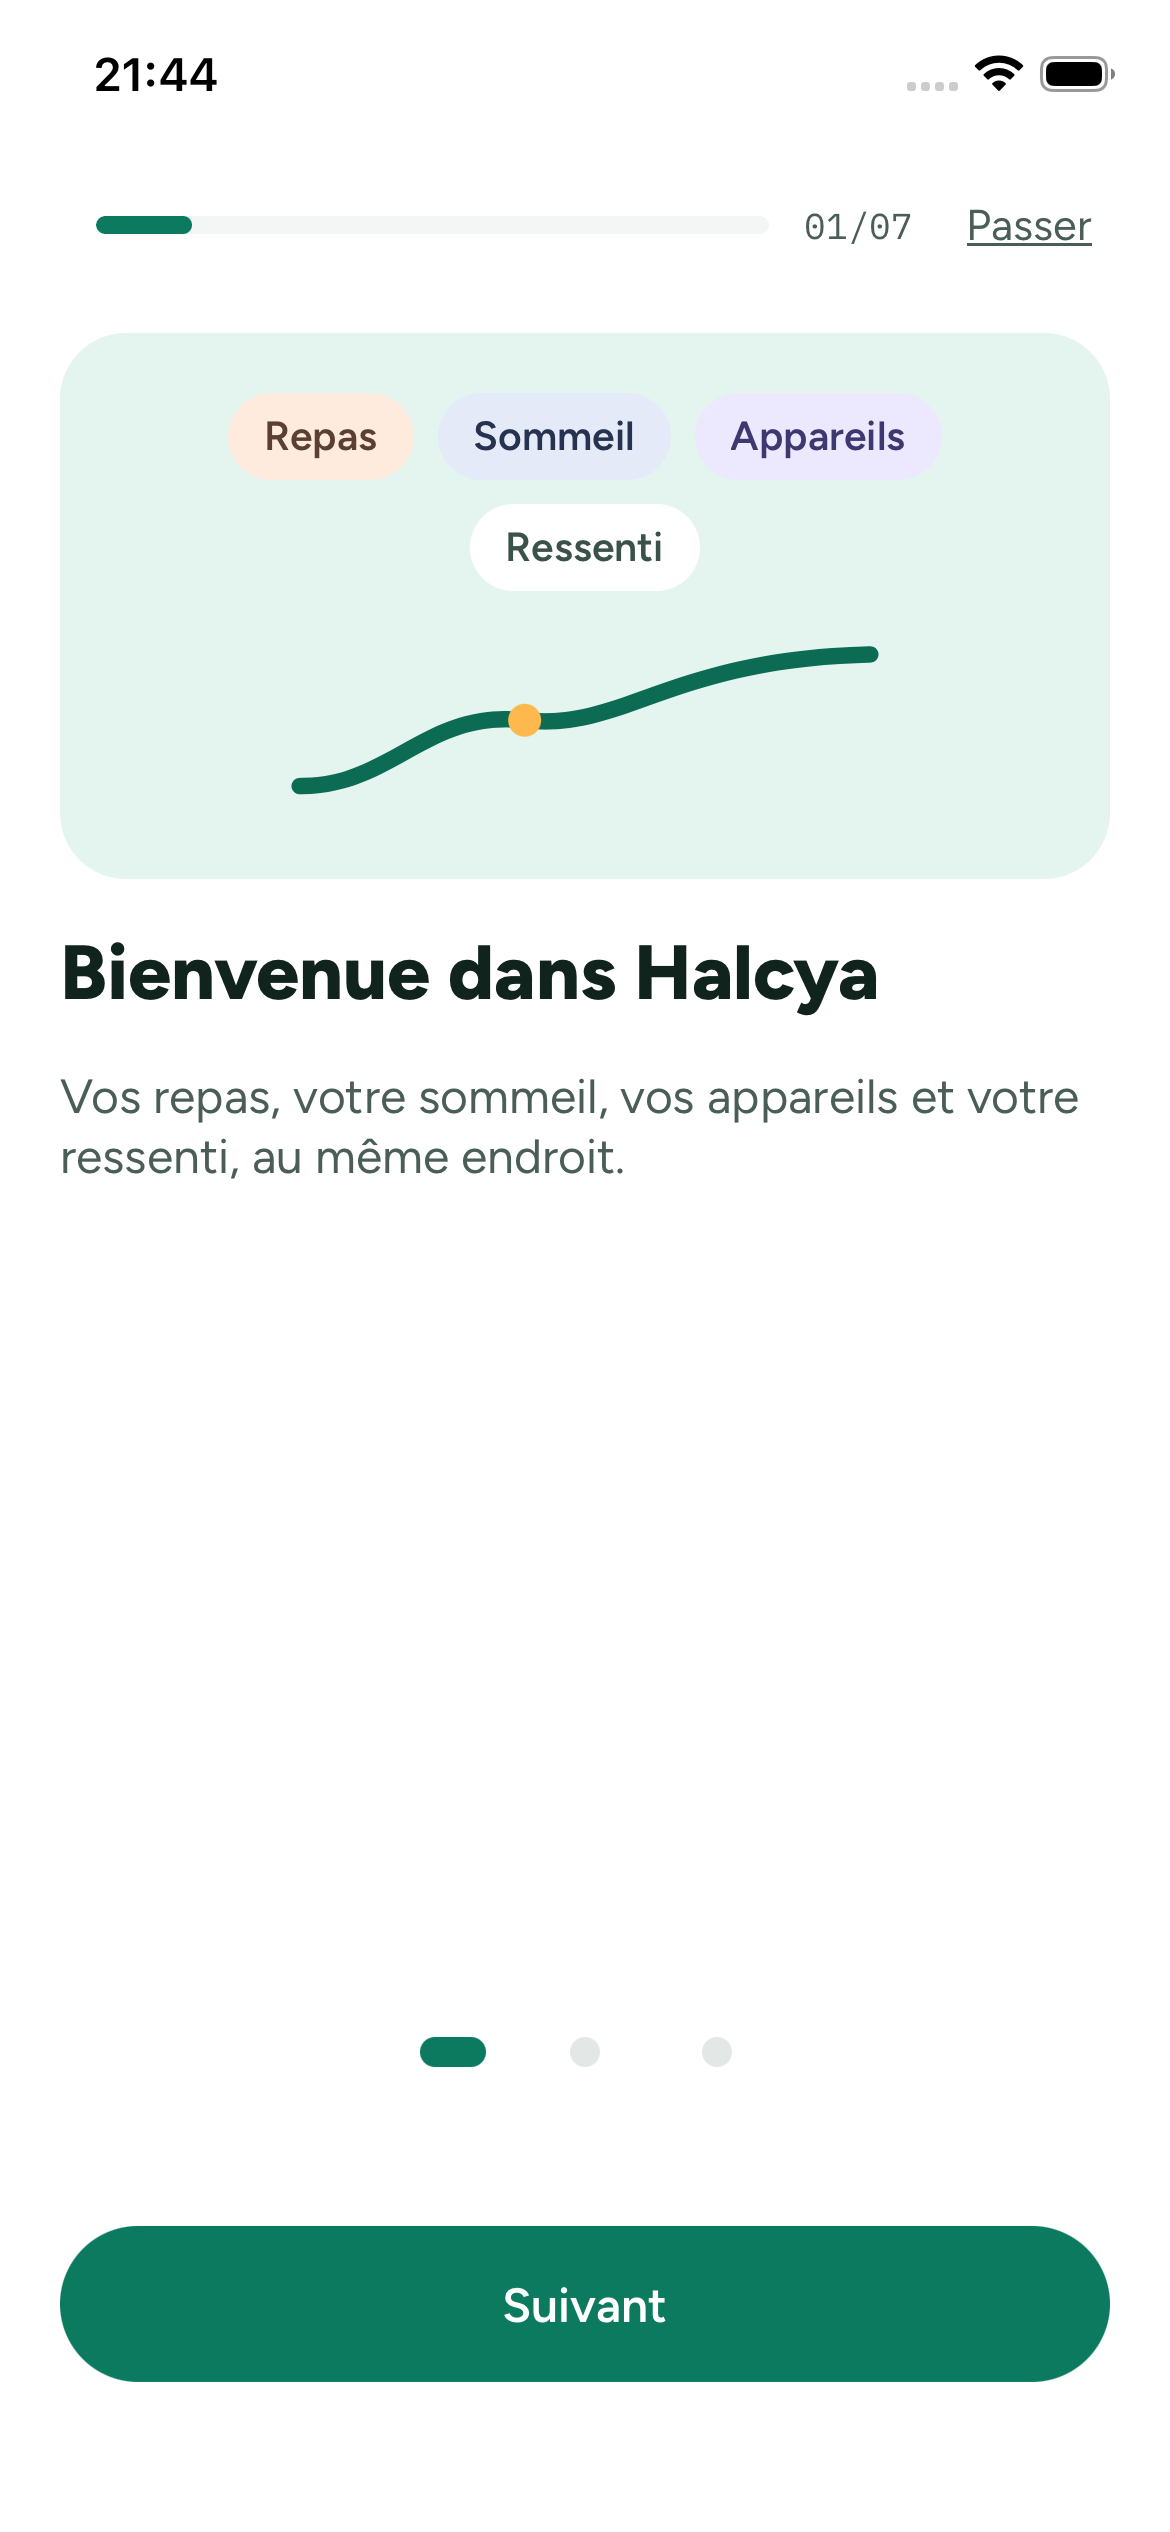 21:44
01/07 Passer
Repas Sommeil Appareils
Ressenti
Bienvenue dans Halcya
Vos repas, votre sommeil, vos appareils et votre
ressenti, au même endroit.
Suivant